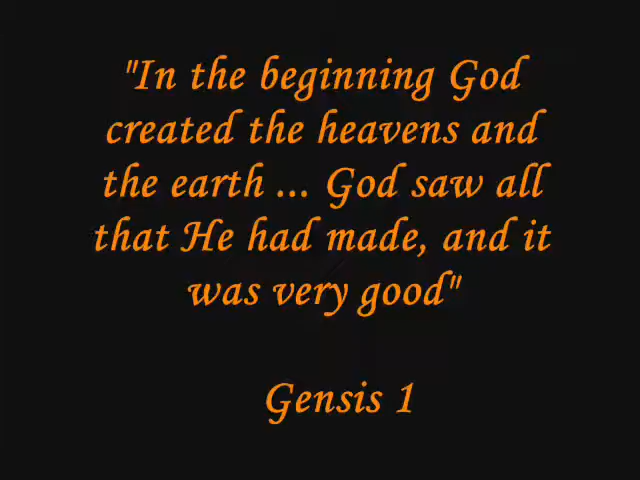 "In the beginning God
created the heavens and
the earth ... God saw all
that He had made, and it
was very good"
Gensis 1